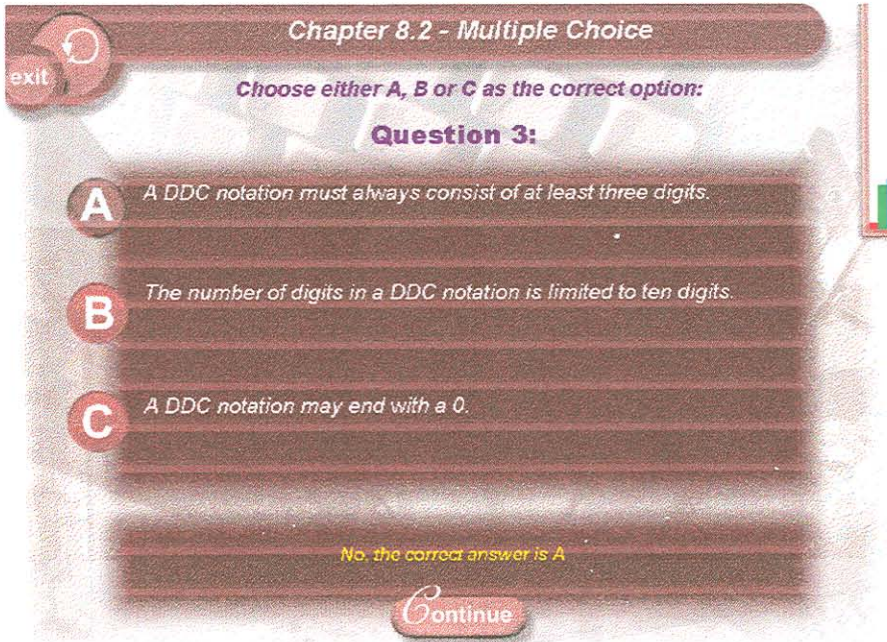 Chapter 8.2 - Multiple Choice
exit
Choose either A, B or C as the correct option:
Question 3:
A A DDC notation must always consist of at least three digits.
B The number of digits in a DDC notation is limited to ten digits.
C A DDC notation may end with a 0.
No, the correct answer is A
Continue